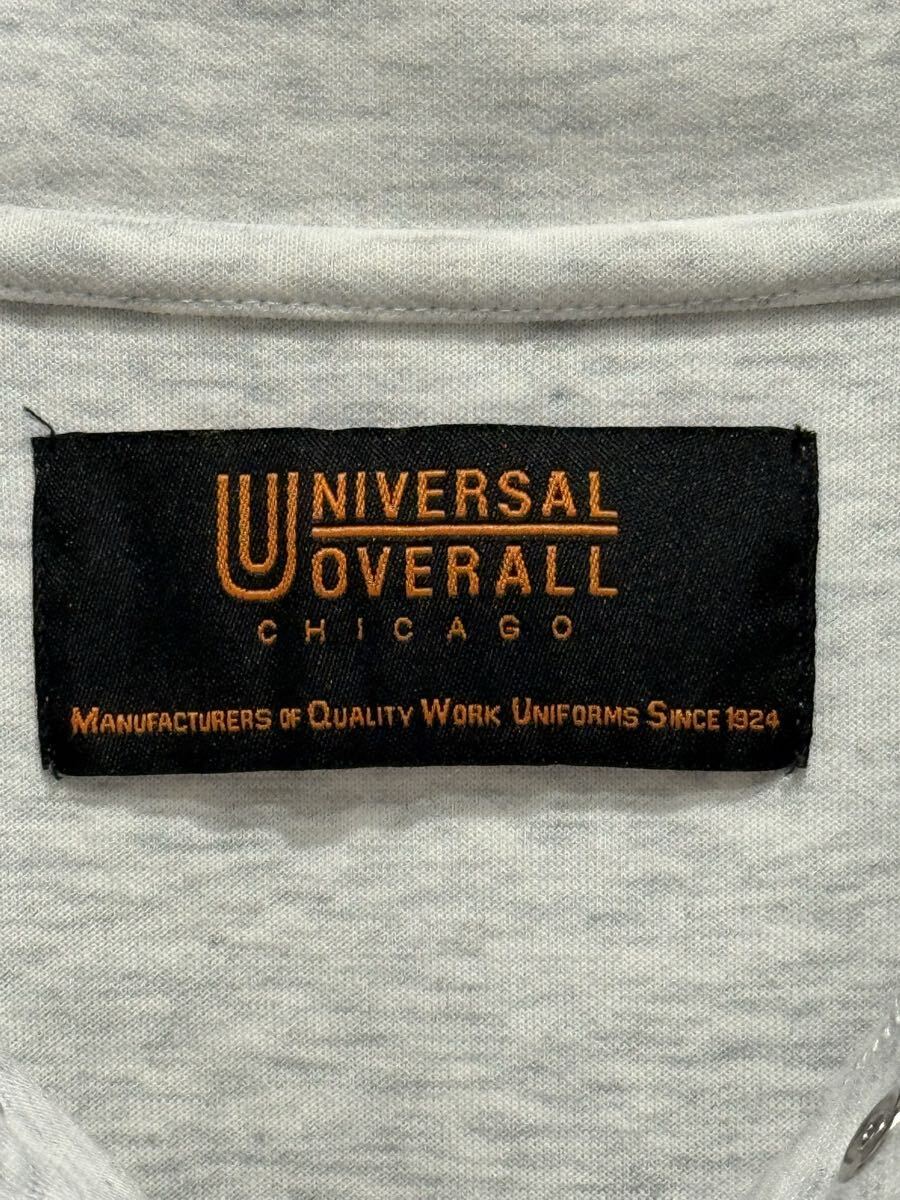 UNIVERSAL
OVERALL
CHICAGO
MANUFACTURERS OF QUALITY WORK UNIFORMS SINCE 1924